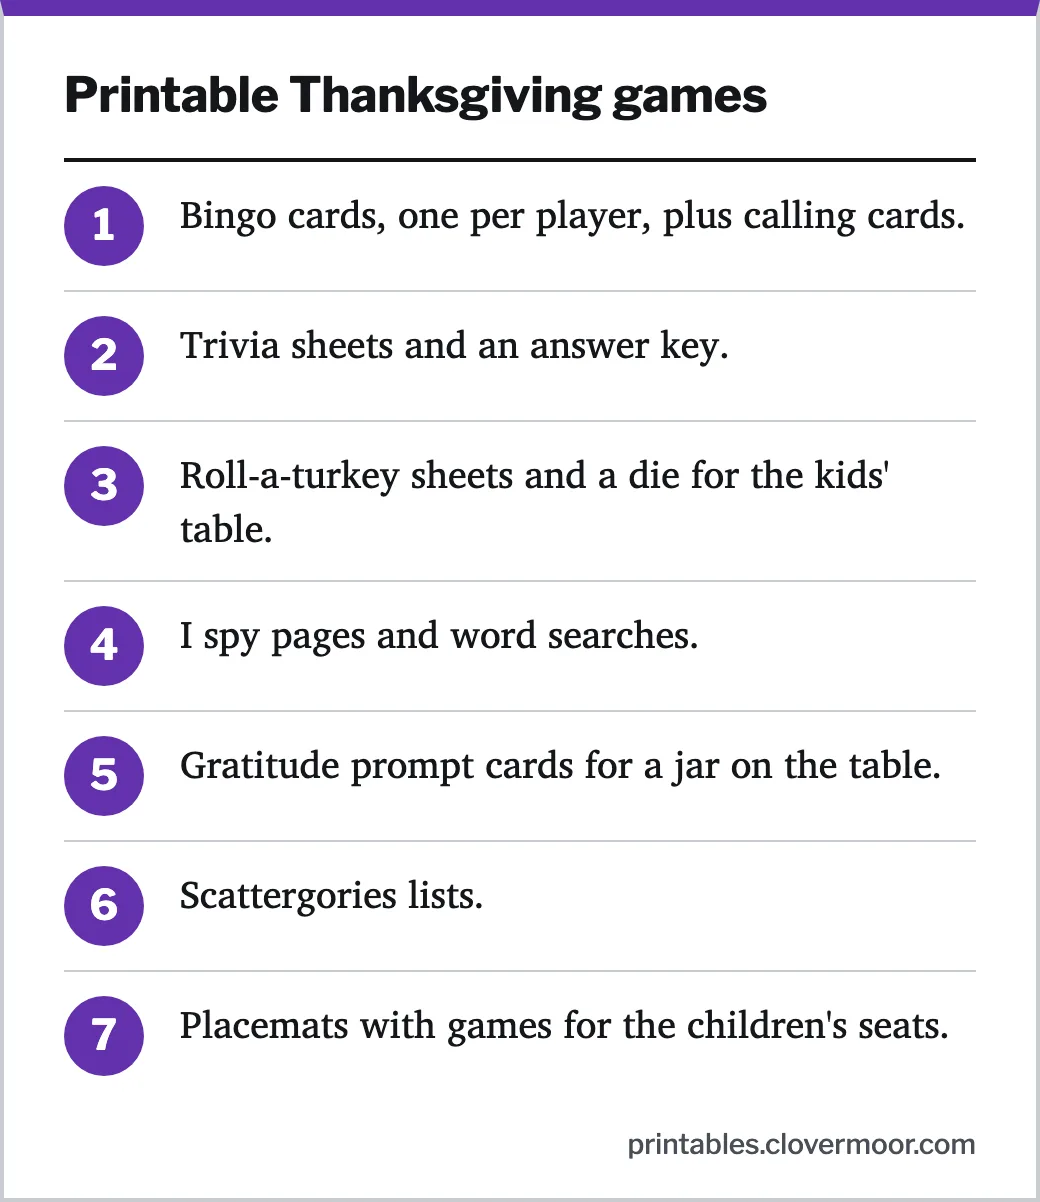 Printable Thanksgiving games
1
Bingo cards, one per player, plus calling cards.
2
Trivia sheets and an answer key.
3
Roll-a-turkey sheets and a die for the kids'
table.
4
I spy pages and word searches.
5
Gratitude prompt cards for a jar on the table.
6
Scattergories lists.
7
Placemats with games for the children's seats.
printables.clovermoor.com